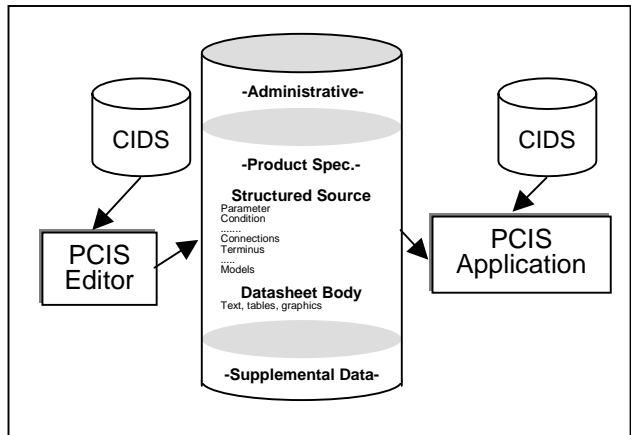 -Administrative-
CIDS
CIDS
-Product Spec.-
Structured Source
Parameter
Condition
.......
Connections
Terminus
.....
Models
PCIS
Editor
PCIS
Application
Datasheet Body
Text, tables, graphics
-Supplemental Data-